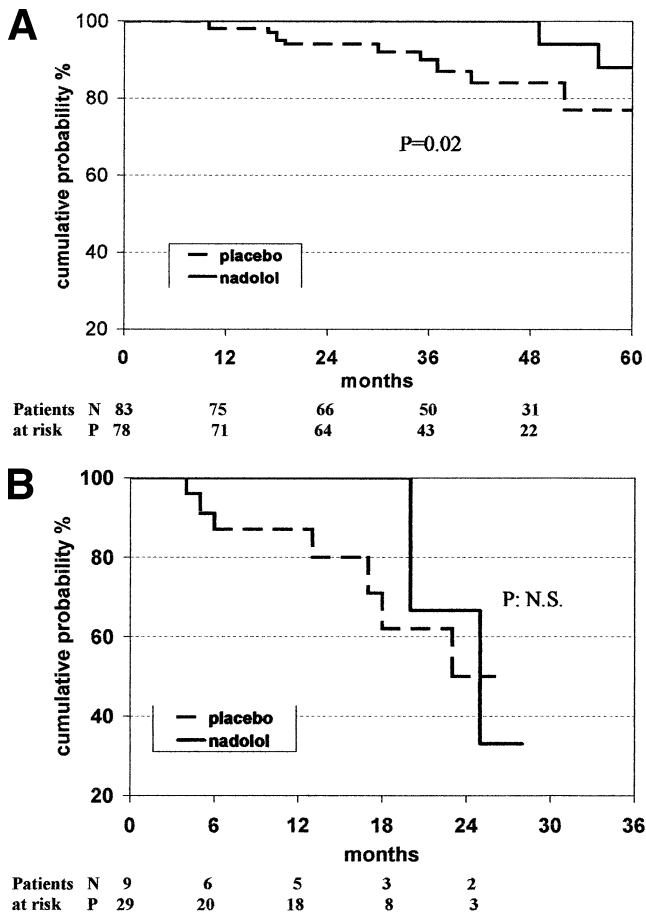 A
cumulative probability %
100
80
60
40
20
P=0.02
placebo
nadolol
0 12 24 36 48 60
months
Patients N 83 75 66 50 31
at risk P 78 71 64 43 22
B
cumulative probability %
100
80
60
40
20
P: N.S.
placebo
nadolol
0 6 12 18 24 30 36
months
Patients N 9 6 5 3 2
at risk P 29 20 18 8 3